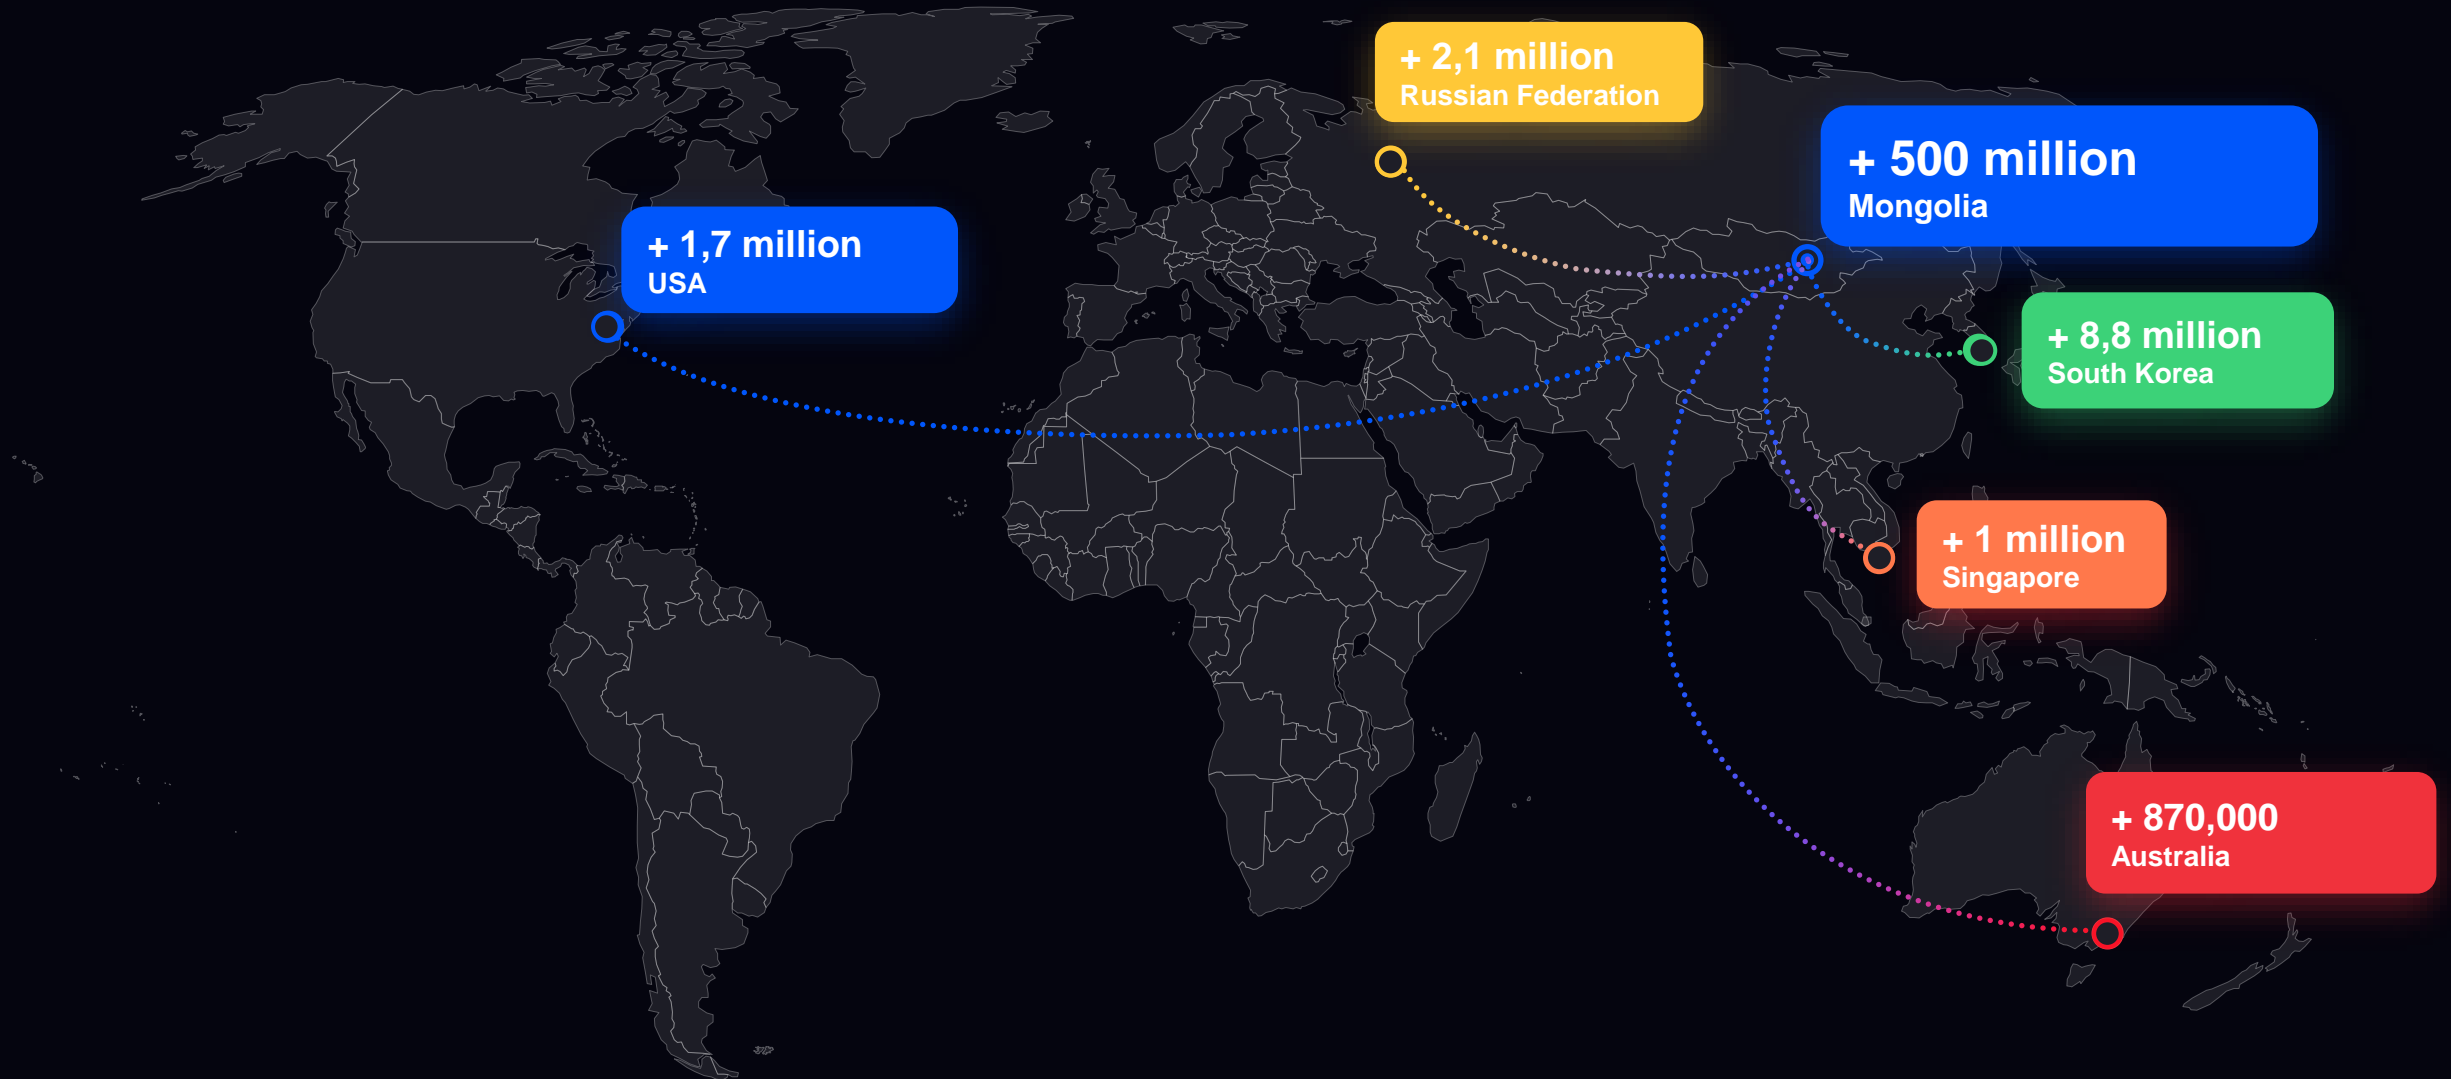 + 2,1 million
Russian Federation
+ 500 million
Mongolia
+ 1,7 million
USA
+ 8,8 million
South Korea
+ 1 million
Singapore
+ 870,000
Australia